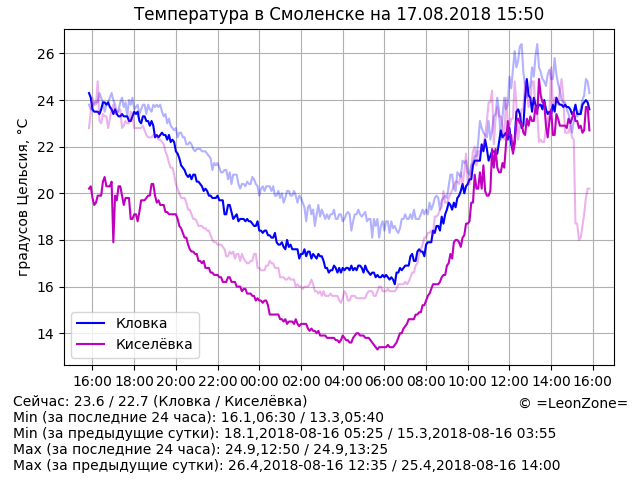 Температура в Смоленске на 17.08.2018 15:50
градусов Цельсия, °C
26
24
22
20
18
16
14
Кловка
Киселёвка
16:00 18:00 20:00 22:00 00:00 02:00 04:00 06:00 08:00 10:00 12:00 14:00 16:00
Сейчас: 23.6 / 22.7 (Кловка / Киселёвка)
© =LeonZone=
Min (за последние 24 часа): 16.1,06:30 / 13.3,05:40
Min (за предыдущие сутки): 18.1,2018-08-16 05:25 / 15.3,2018-08-16 03:55
Max (за последние 24 часа): 24.9,12:50 / 24.9,13:25
Max (за предыдущие сутки): 26.4,2018-08-16 12:35 / 25.4,2018-08-16 14:00